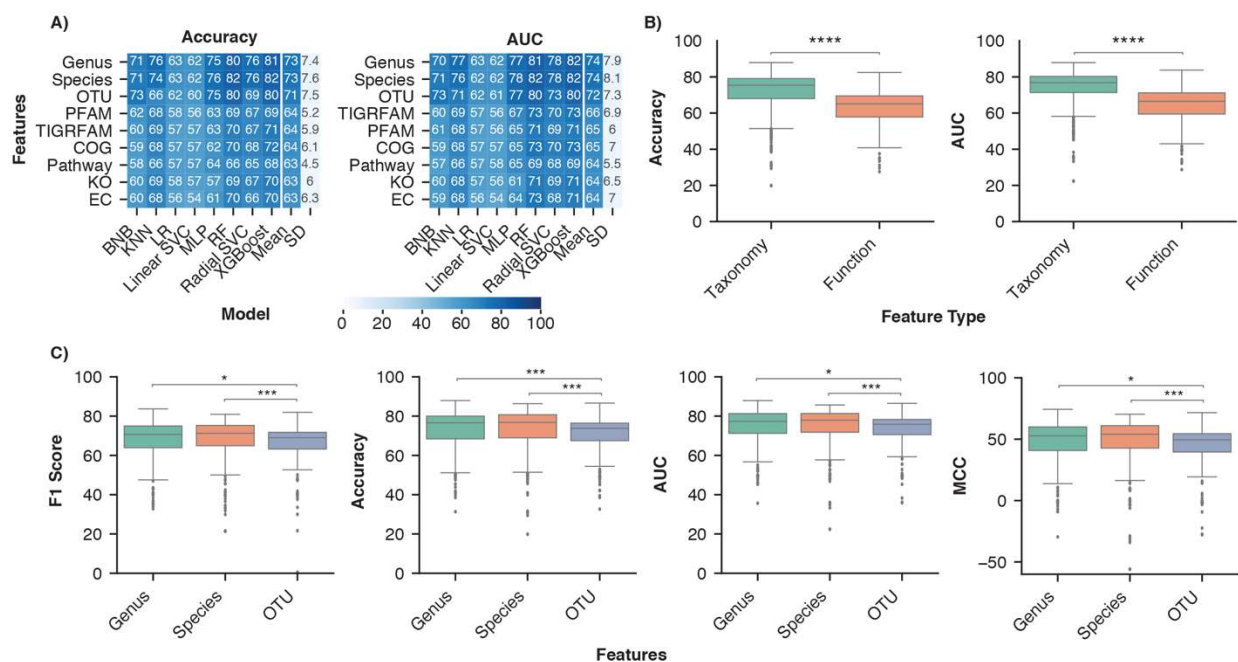 A)
Accuracy
Genus 71 76 63 62 75 80 76 81 73 7.4
Species 71 74 63 62 76 82 76 82 73 7.6
OTU 73 66 62 60 75 80 69 80 71 7.5
PFAM 62 68 58 56 63 69 67 69 64 5.2
TIGRFAM 60 69 57 57 63 70 67 71 64 5.9
COG 59 68 57 57 62 70 68 72 64 6.1
Pathway 58 66 57 57 64 66 65 68 63 4.5
KO 60 69 58 57 57 69 67 70 63 6
EC 60 68 56 54 61 70 66 70 63 6.3
Features
BNB KNN LR Linear SVC MLP RF Radial SVC XGBoost Mean SD
AUC
Genus 70 77 63 62 77 81 78 82 74 7.9
Species 71 76 62 63 78 82 78 82 74 8.1
OTU 73 71 62 61 77 80 73 80 72 7.3
TIGRFAM 60 69 57 56 67 73 70 73 66 6.9
PFAM 61 68 57 56 65 71 69 71 65 6
COG 60 68 57 56 65 73 70 73 65 7
Pathway 59 66 57 58 65 69 68 69 64 5.5
KO 60 68 57 56 61 71 69 71 64 6.5
EC 59 68 56 56 64 73 68 71 64 7
BNB KNN LR Linear SVC MLP RF Radial SVC XGBoost Mean SD
Model
0 20 40 60 80 100
B)
Accuracy
100
80
60
40
20
0
****
Taxonomy Function
AUC
100
80
60
40
20
0
****
Taxonomy Function
Feature Type
C)
F1 Score
100
80
60
40
20
0
*
***
Genus Species OTU
Accuracy
100
80
60
40
20
0
***
***
Genus Species OTU
AUC
100
80
60
40
20
0
*
***
Genus Species OTU
MCC
100
50
0
−50
*
***
Genus Species OTU
Features